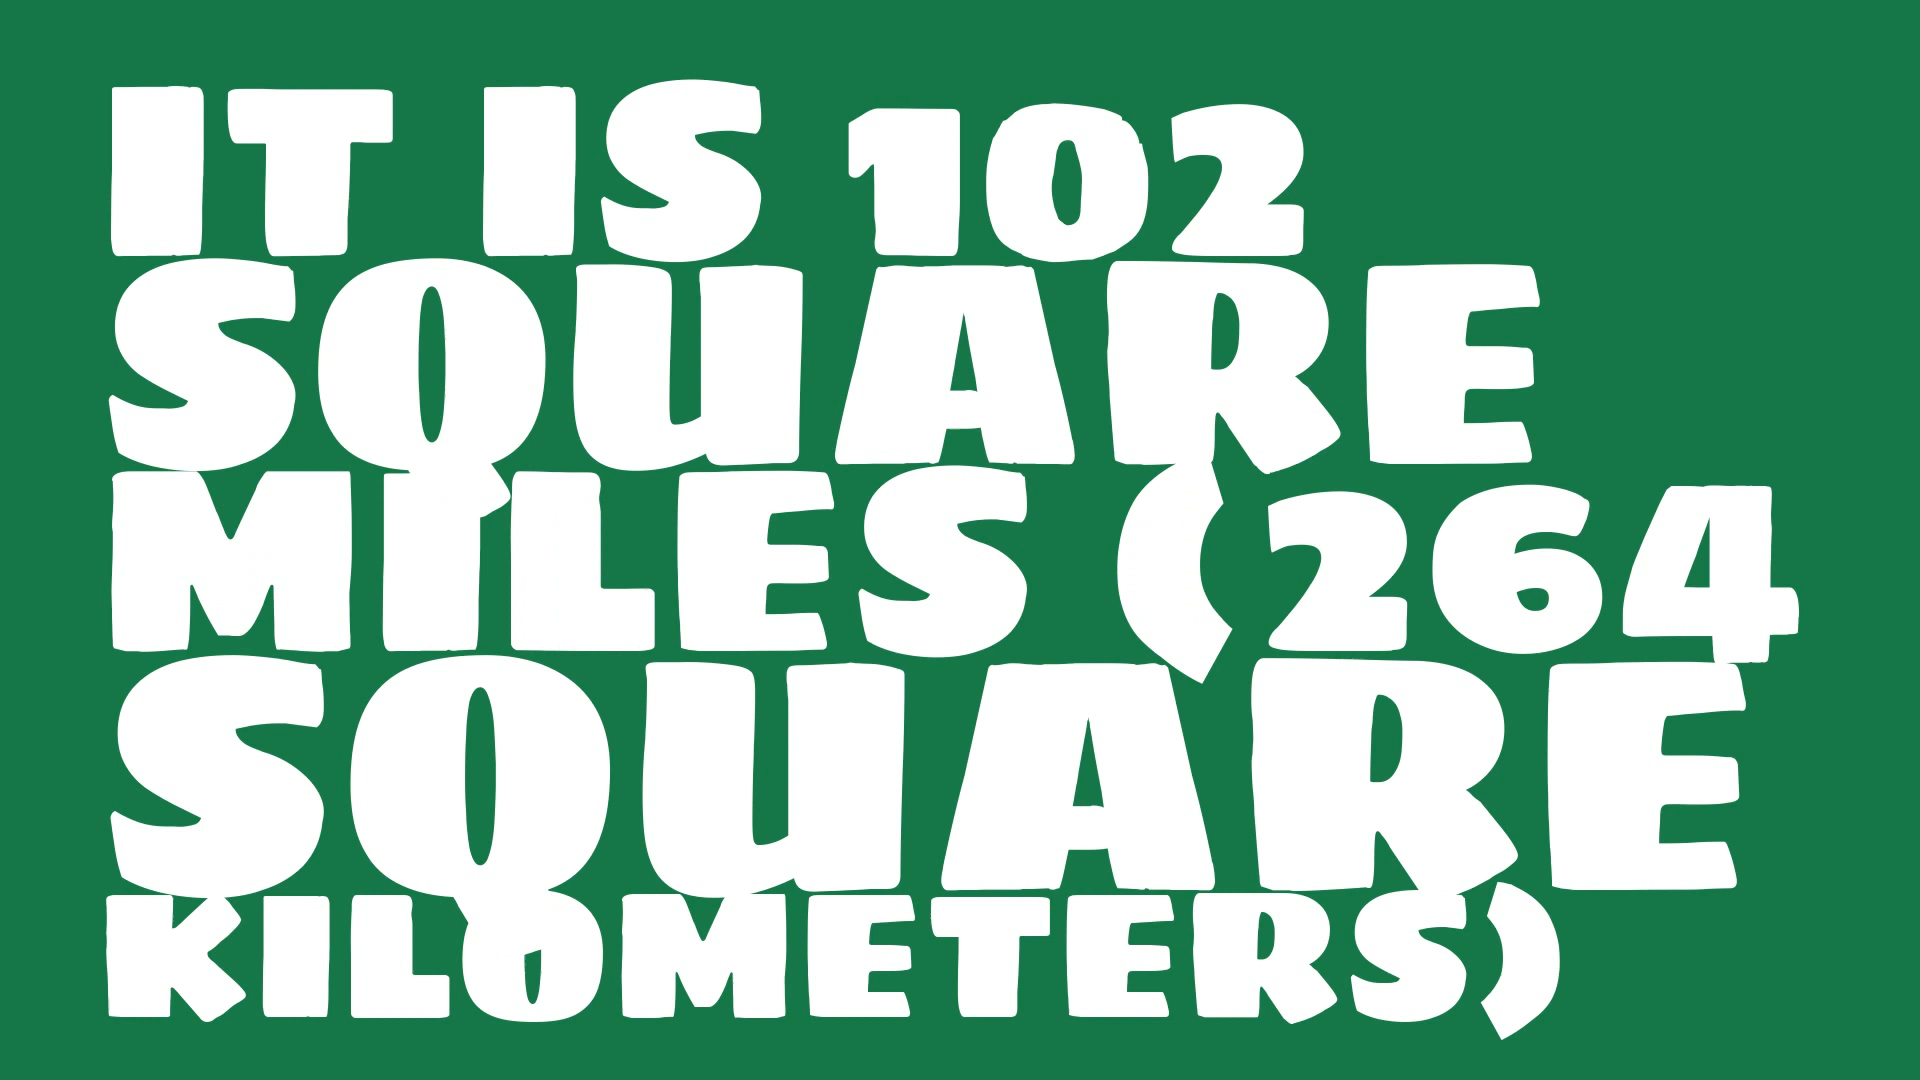 IT IS 102
SQUARE
MILES (264
SQUARE
KILOMETERS)